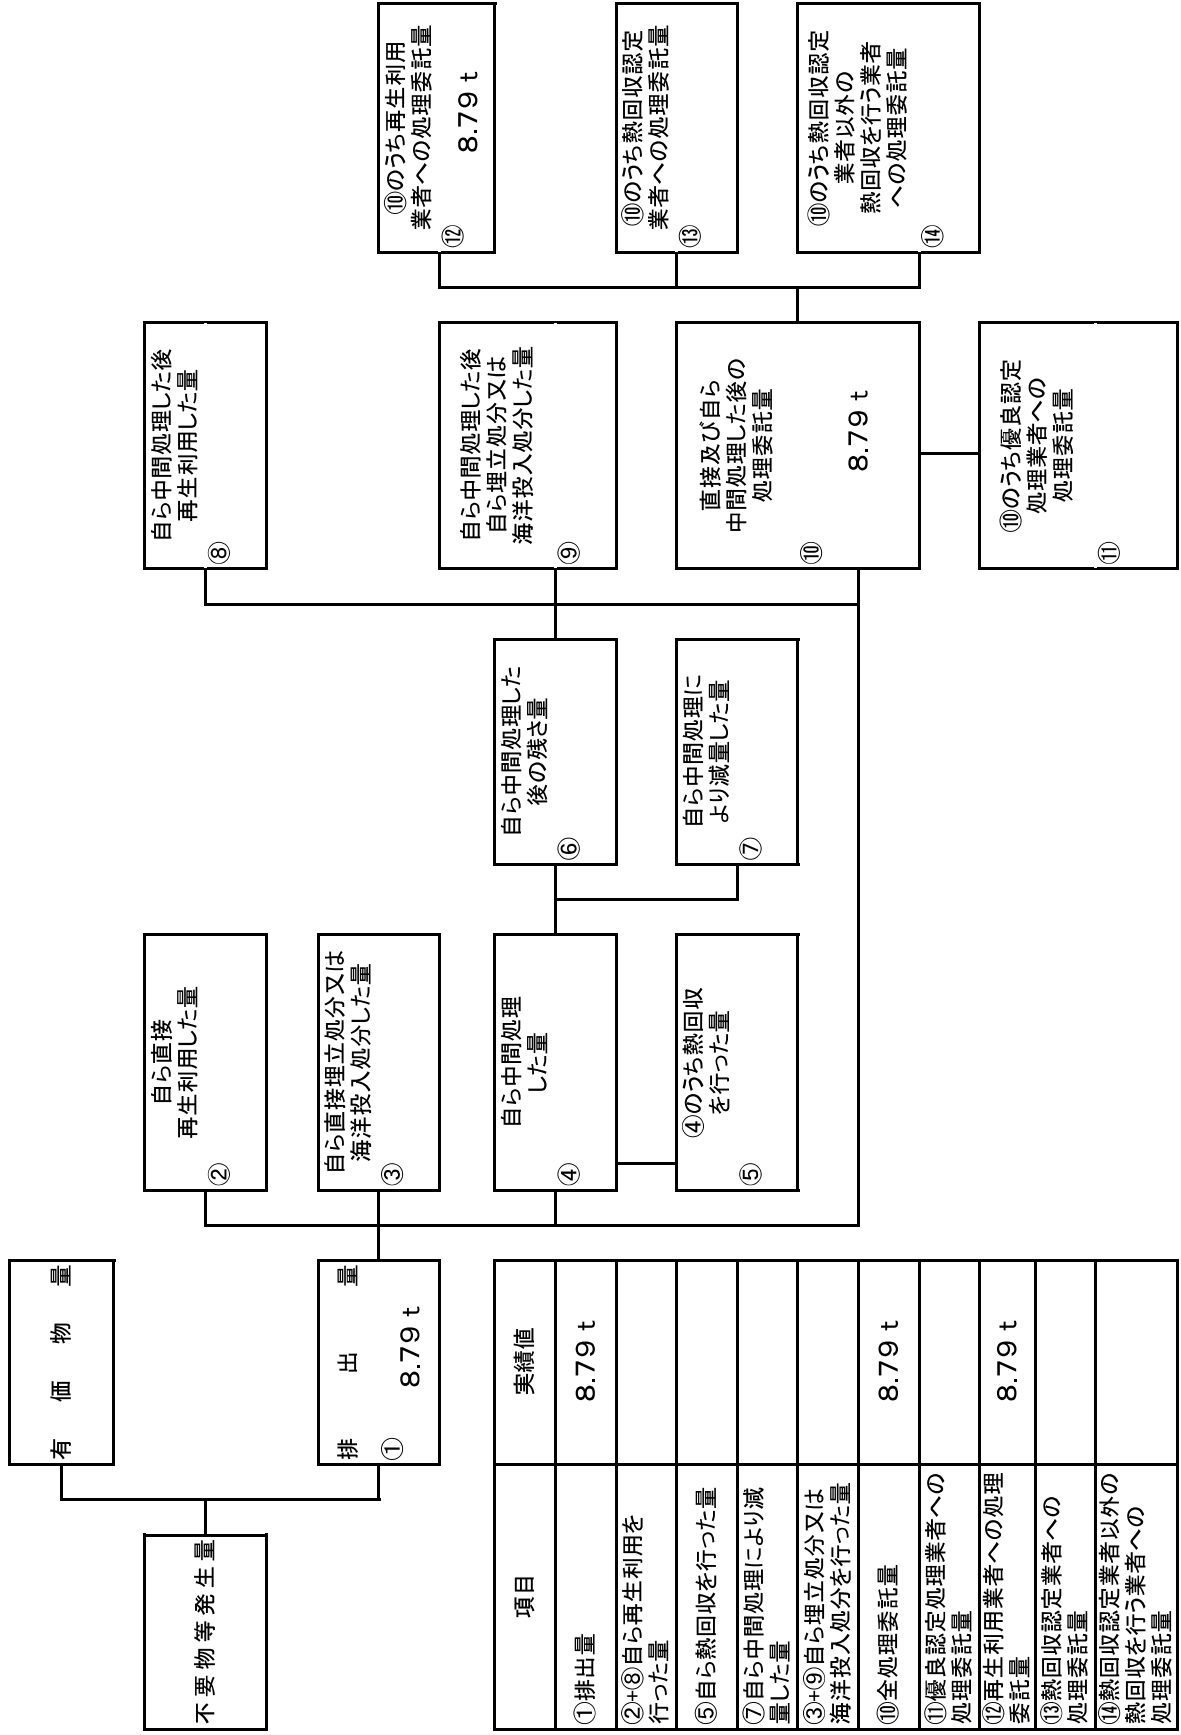 不要物等発生量
有価物量
排出量
①
8.79 t
自ら直接
再生利用した量
②
自ら直接埋立処分又は
海洋投入処分した量
③
自ら中間処理
した量
④
④のうち熱回収
を行った量
⑤
自ら中間処理した
後の残さ量
⑥
自ら中間処理に
より減量した量
⑦
自ら中間処理した後
再生利用した量
⑧
自ら中間処理した後
自ら埋立処分又は
海洋投入処分した量
⑨
直接及び自ら
中間処理した後の
処理委託量
⑩
8.79 t
⑩のうち優良認定
処理業者への
処理委託量
⑪
⑩のうち再生利用
業者への処理委託量
⑫
8.79 t
⑩のうち熱回収認定
業者への処理委託量
⑬
⑩のうち熱回収認定
業者以外の
熱回収を行う業者
への処理委託量
⑭
項目
実績値
①排出量
8.79 t
②+⑧自ら再生利用を
行った量
⑤自ら熱回収を行った量
⑦自ら中間処理により減
量した量
③+⑨自ら埋立処分又は
海洋投入処分を行った量
⑩全処理委託量
8.79 t
⑪優良認定処理業者への
処理委託量
⑫再生利用業者への処理
委託量
8.79 t
⑬熱回収認定業者への
処理委託量
⑭熱回収認定業者以外の
熱回収を行う業者への
処理委託量